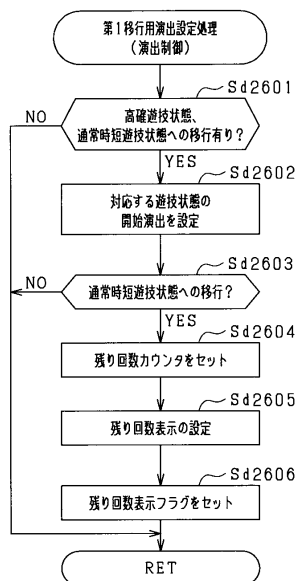 第1移行用演出設定処理
(演出制御)
Sd2601
NO
高確遊技状態、
通常時短遊技状態への移行有り?
YES
Sd2602
対応する遊技状態の
開始演出を設定
Sd2603
NO
通常時短遊技状態への移行?
YES
Sd2604
残り回数カウンタをセット
Sd2605
残り回数表示の設定
Sd2606
残り回数表示フラグをセット
RET